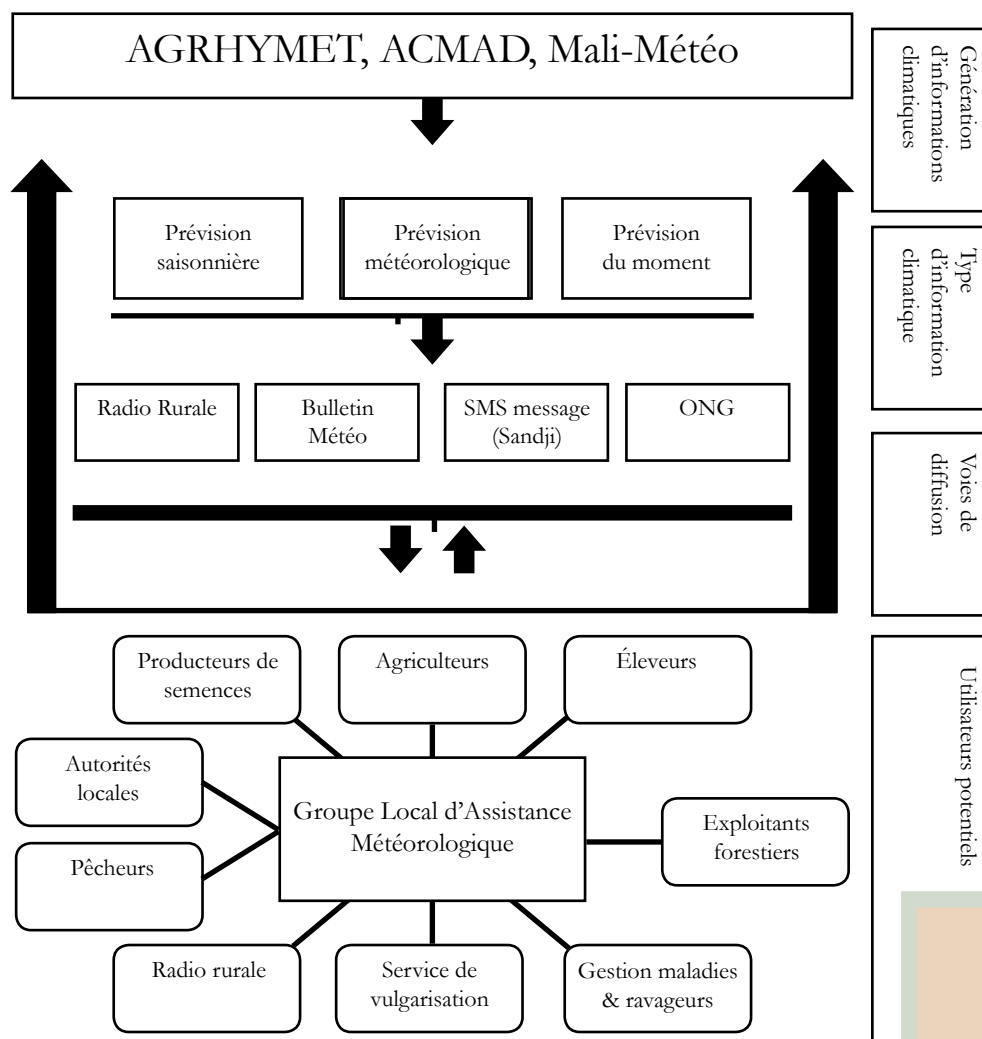 AGRHYMET, ACMAD, Mali-Météo
Génération
d'informations
climatiques
Prévision
saisonnière
Prévision
météorologique
Prévision
du moment
Type
d'information
climatique
Radio Rurale
Bulletin
Météo
SMS message
(Sandji)
ONG
Voies de
diffusion
Producteurs de
semences
Agriculteurs
Éleveurs
Autorités
locales
Groupe Local d'Assistance
Météorologique
Exploitants
forestiers
Pêcheurs
Radio rurale
Service de
vulgarisation
Gestion maladies
& ravageurs
Utilisateurs potentiels